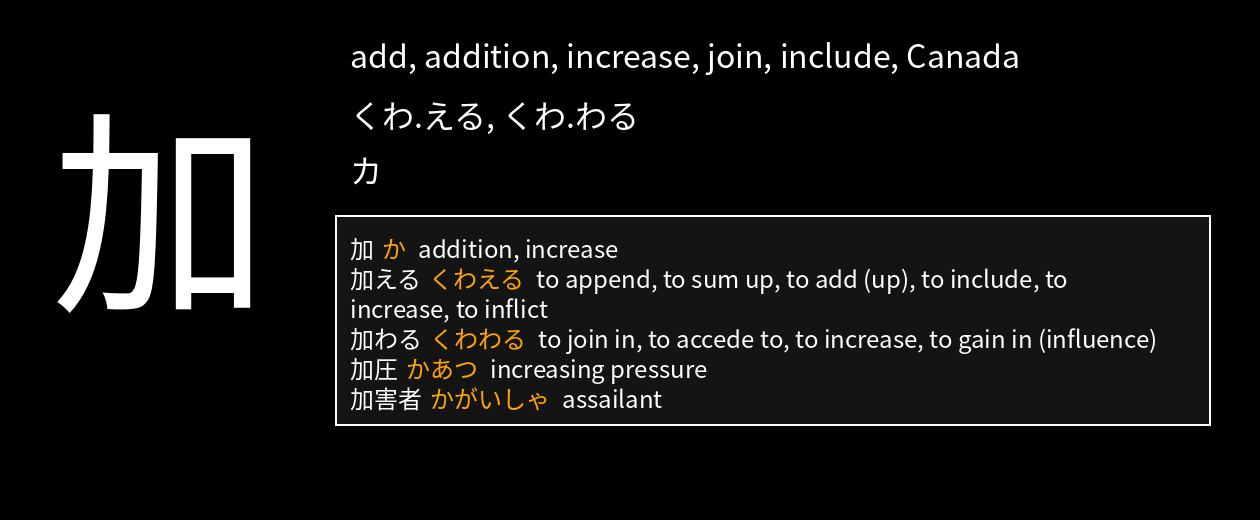 加
add, addition, increase, join, include, Canada
くわ.える, くわ.わる
カ
加 か addition, increase
加える くわえる to append, to sum up, to add (up), to include, to
increase, to inflict
加わる くわわる to join in, to accede to, to increase, to gain in (influence)
加圧 かあつ increasing pressure
加害者 かがいしゃ assailant